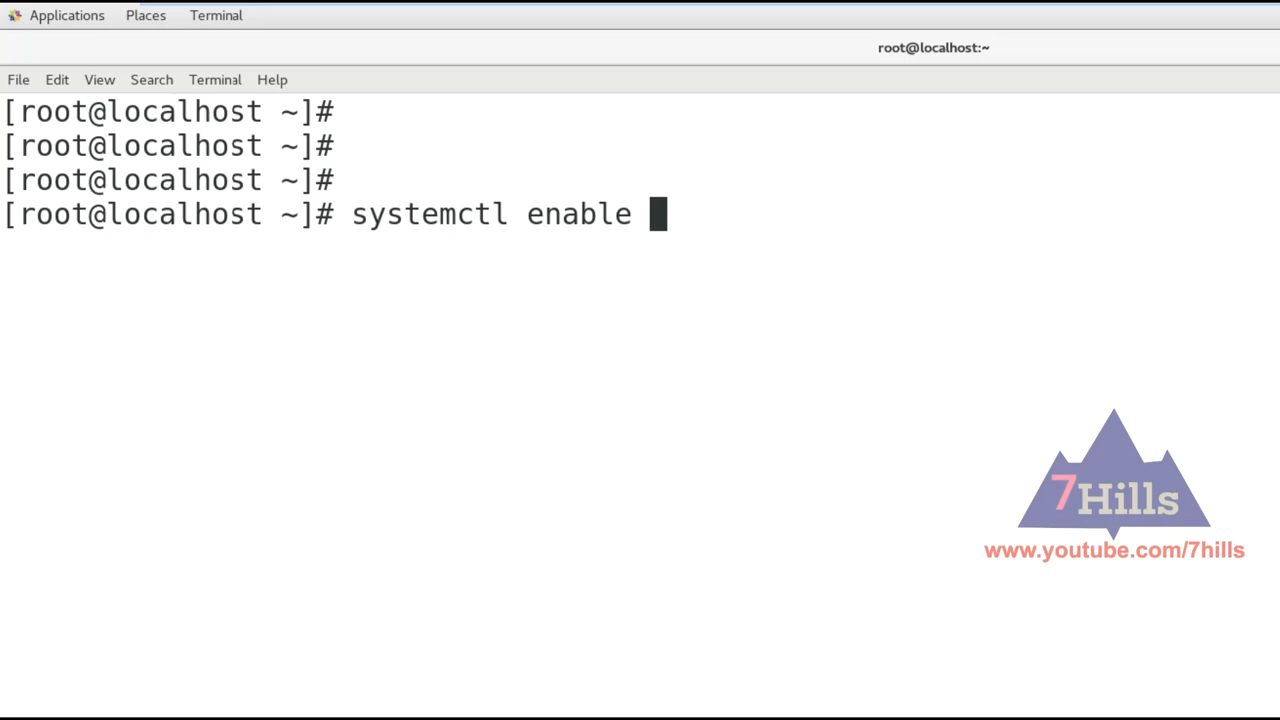 Applications Places Terminal
root@localhost:~
File Edit View Search Terminal Help
[root@localhost ~]#
[root@localhost ~]#
[root@localhost ~]#
[root@localhost ~]# systemctl enable
7Hills
www.youtube.com/7hills